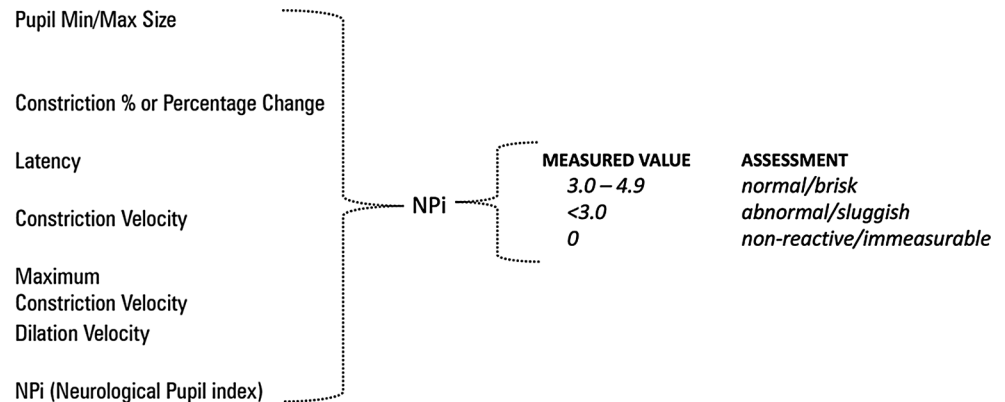 Pupil Min/Max Size
Constriction % or Percentage Change
Latency
Constriction Velocity
Maximum
Constriction Velocity
Dilation Velocity
NPi (Neurological Pupil index)
NPi
MEASURED VALUE ASSESSMENT
3.0 – 4.9 normal/brisk
<3.0 abnormal/sluggish
0 non-reactive/immeasurable